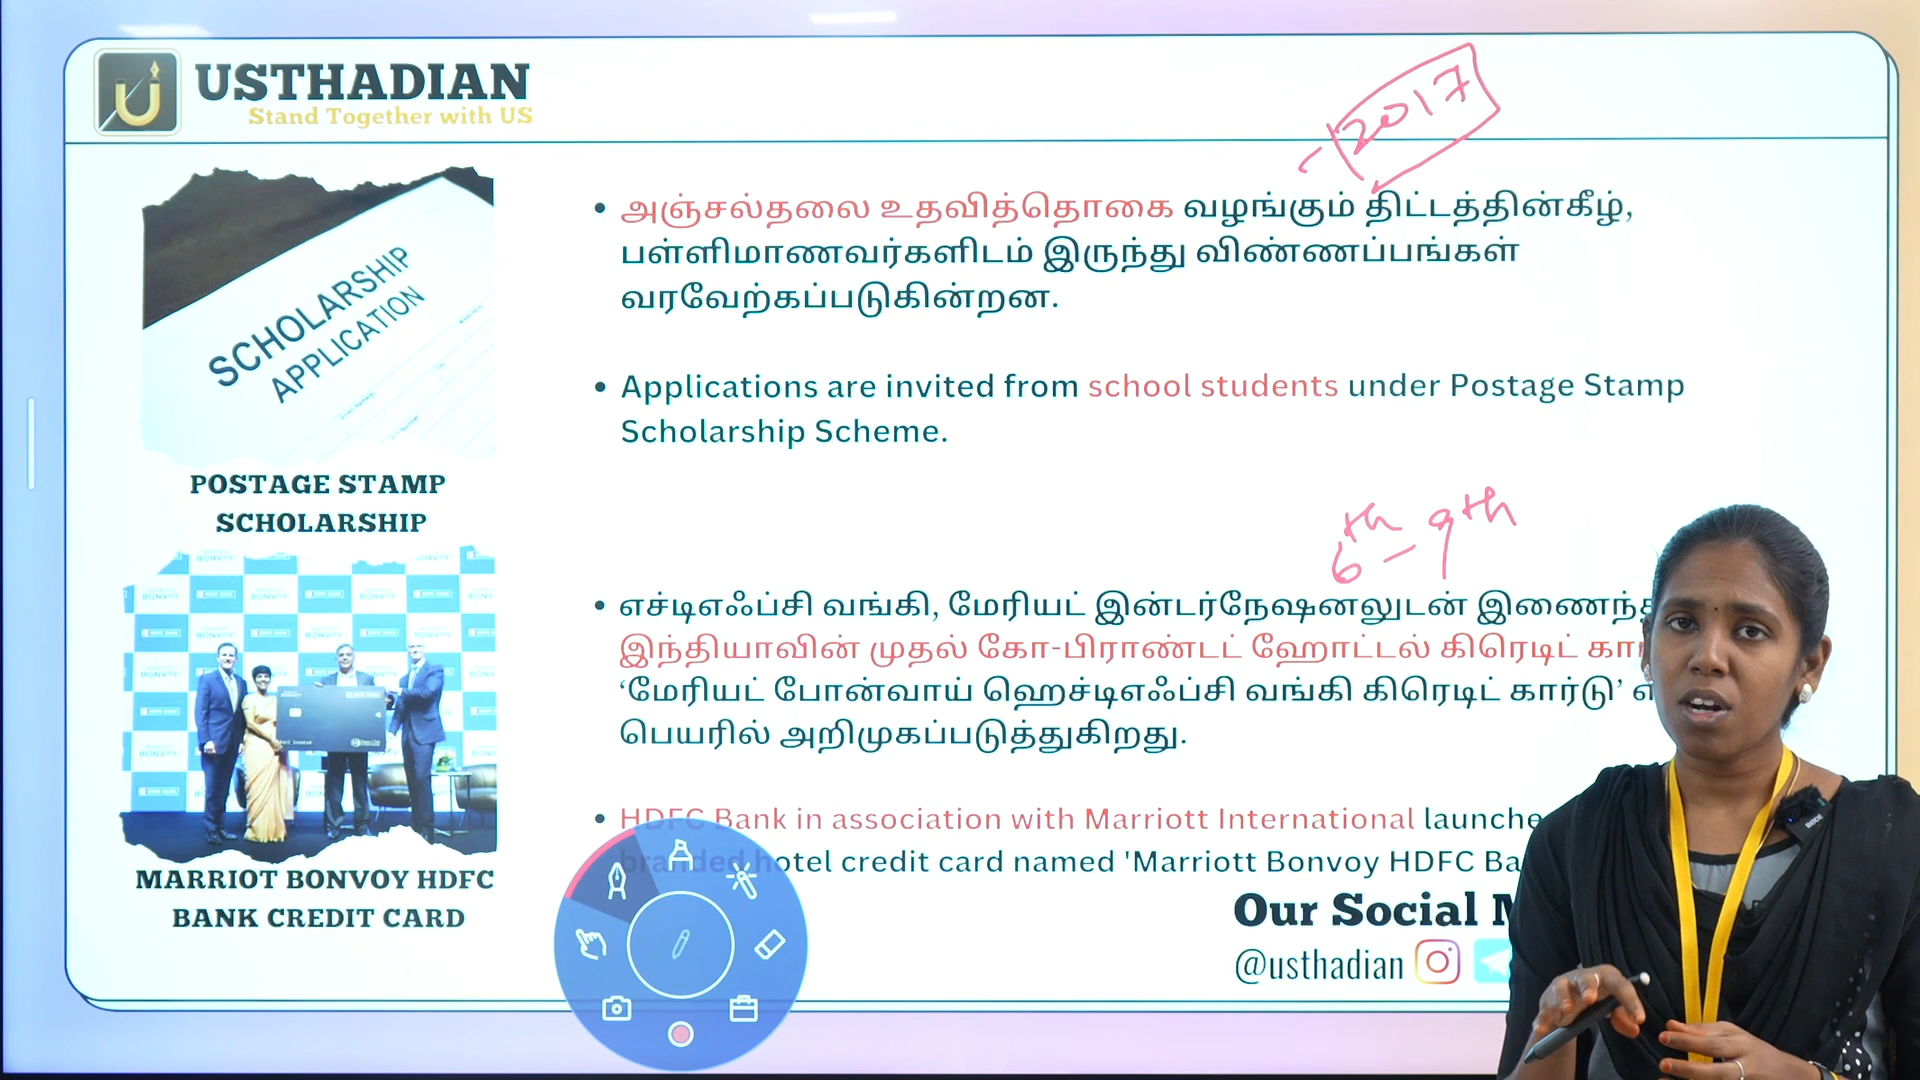 USTHADIAN
Stand Together with US
2017
SCHOLARSHIP
APPLICATION
POSTAGE STAMP
SCHOLARSHIP
• அஞ்சல்தலை உதவித்தொகை வழங்கும் திட்டத்தின்கீழ்,
பள்ளிமாணவர்களிடம் இருந்து விண்ணப்பங்கள்
வரவேற்கப்படுகின்றன.
• Applications are invited from school students under Postage Stamp
Scholarship Scheme.
6th - 9th
BONVOY
MARRIOT BONVOY HDFC
BANK CREDIT CARD
• எச்டிஎஃப்சி வங்கி, மேரியட் இன்டர்நேஷனலுடன்
இந்தியாவின் முதல் கோ-பிராண்டட் ஹோட்டல் கிரெடிட்
‘மேரியட் போன்வாய் ஹெச்டிஎஃப்சி வங்கி கிரெடிட் கார்டு’
பெயரில் அறிமுகப்படுத்துகிறது.
• HDFC Bank in association with Marriott International launche
branded hotel credit card named 'Marriott Bonvoy HDFC Ba
Our Social
@usthadian
RODE